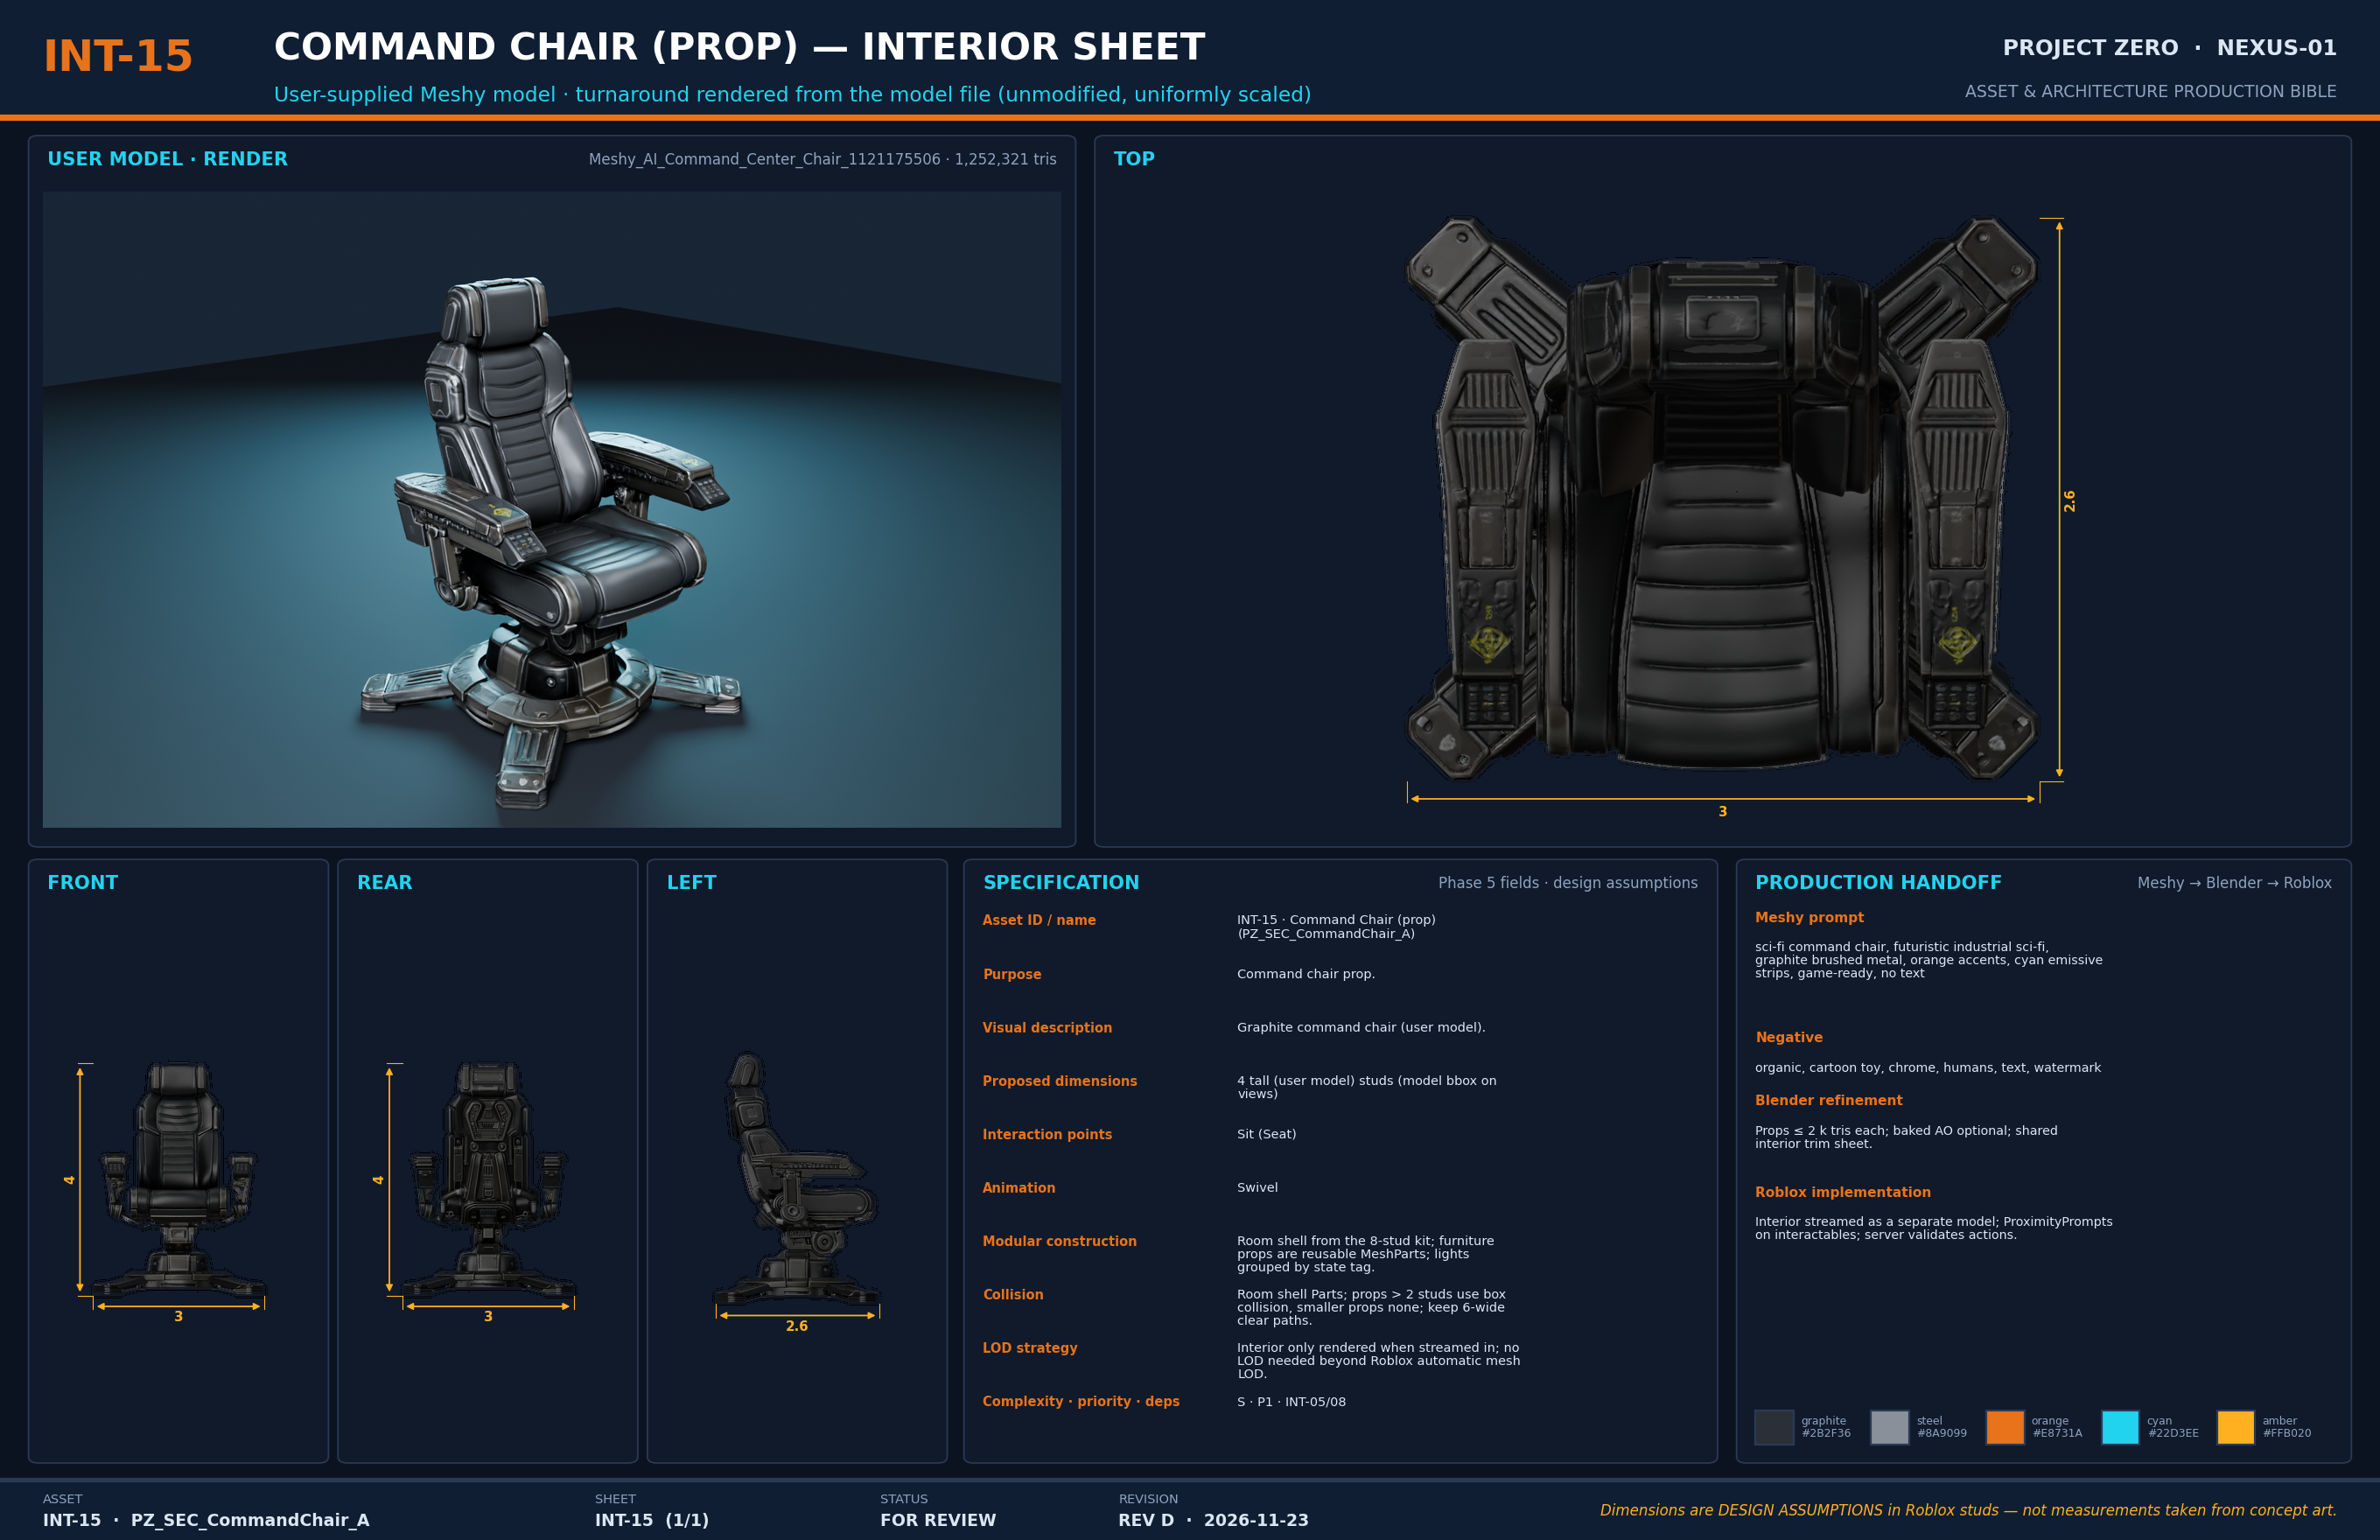 INT-15
COMMAND CHAIR (PROP) — INTERIOR SHEET
User-supplied Meshy model · turnaround rendered from the model file (unmodified, uniformly scaled)
PROJECT ZERO · NEXUS-01
ASSET & ARCHITECTURE PRODUCTION BIBLE
USER MODEL · RENDER
Meshy_AI_Command_Center_Chair_1121175506 · 1,252,321 tris
TOP
2.6
3
FRONT
4
3
REAR
4
3
LEFT
2.6
SPECIFICATION
Phase 5 fields · design assumptions
Asset ID / name
INT-15 · Command Chair (prop)
(PZ_SEC_CommandChair_A)
Purpose
Command chair prop.
Visual description
Graphite command chair (user model).
Proposed dimensions
4 tall (user model) studs (model bbox on
views)
Interaction points
Sit (Seat)
Animation
Swivel
Modular construction
Room shell from the 8-stud kit; furniture
props are reusable MeshParts; lights
grouped by state tag.
Collision
Room shell Parts; props > 2 studs use box
collision, smaller props none; keep 6-wide
clear paths.
LOD strategy
Interior only rendered when streamed in; no
LOD needed beyond Roblox automatic mesh
LOD.
Complexity · priority · deps
S · P1 · INT-05/08
PRODUCTION HANDOFF
Meshy → Blender → Roblox
Meshy prompt
sci-fi command chair, futuristic industrial sci-fi,
graphite brushed metal, orange accents, cyan emissive
strips, game-ready, no text
Negative
organic, cartoon toy, chrome, humans, text, watermark
Blender refinement
Props ≤ 2 k tris each; baked AO optional; shared
interior trim sheet.
Roblox implementation
Interior streamed as a separate model; ProximityPrompts
on interactables; server validates actions.
graphite
#2B2F36
steel
#8A9099
orange
#E8731A
cyan
#22D3EE
amber
#FFB020
ASSET
INT-15 · PZ_SEC_CommandChair_A
SHEET
INT-15 (1/1)
STATUS
FOR REVIEW
REVISION
REV D · 2026-11-23
Dimensions are DESIGN ASSUMPTIONS in Roblox studs — not measurements taken from concept art.